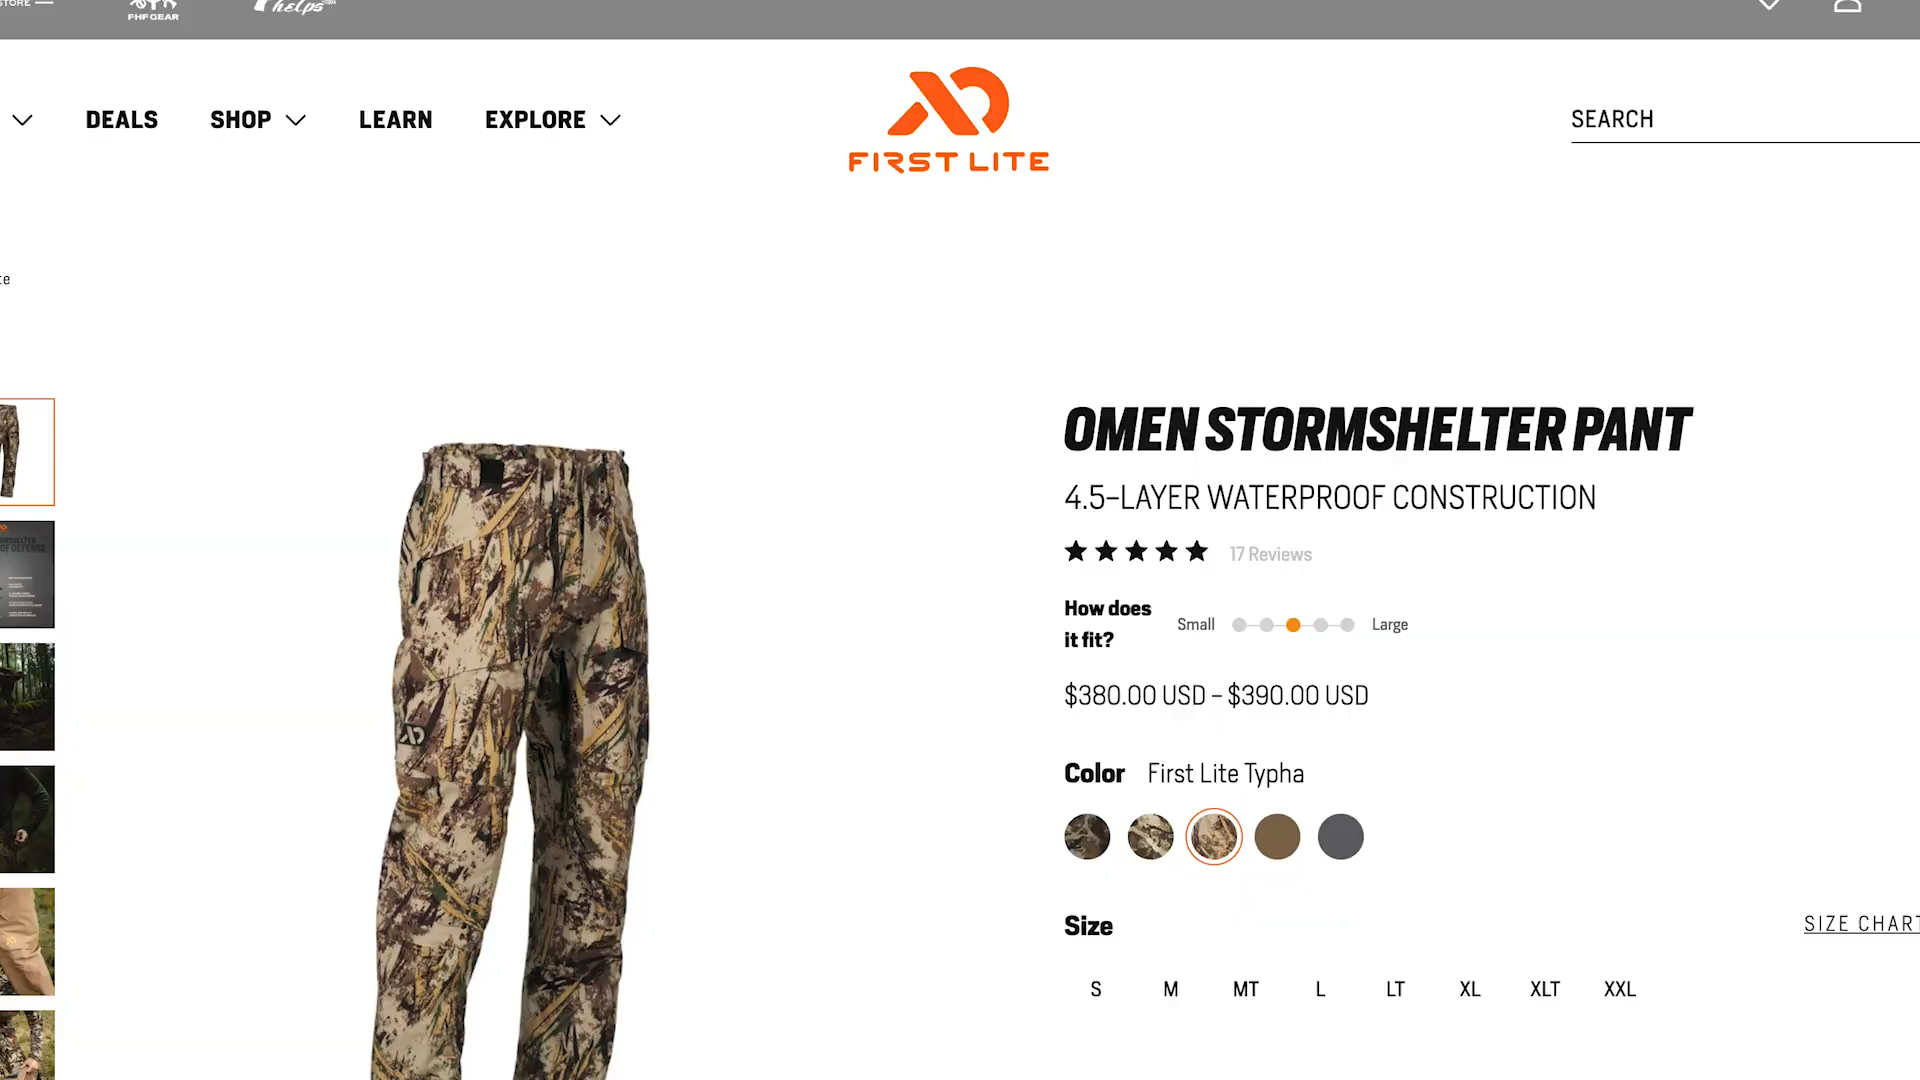 STORE
FHF GEAR
Phelps
DEALS
SHOP
LEARN
EXPLORE
FIRST LITE
SEARCH
te
OMEN STORMSHELTER PANT
4.5-LAYER WATERPROOF CONSTRUCTION
17 Reviews
How does
it fit?
Small
Large
$380.00 USD – $390.00 USD
Color First Lite Typha
Size
SIZE CHART
S M MT L LT XL XLT XXL